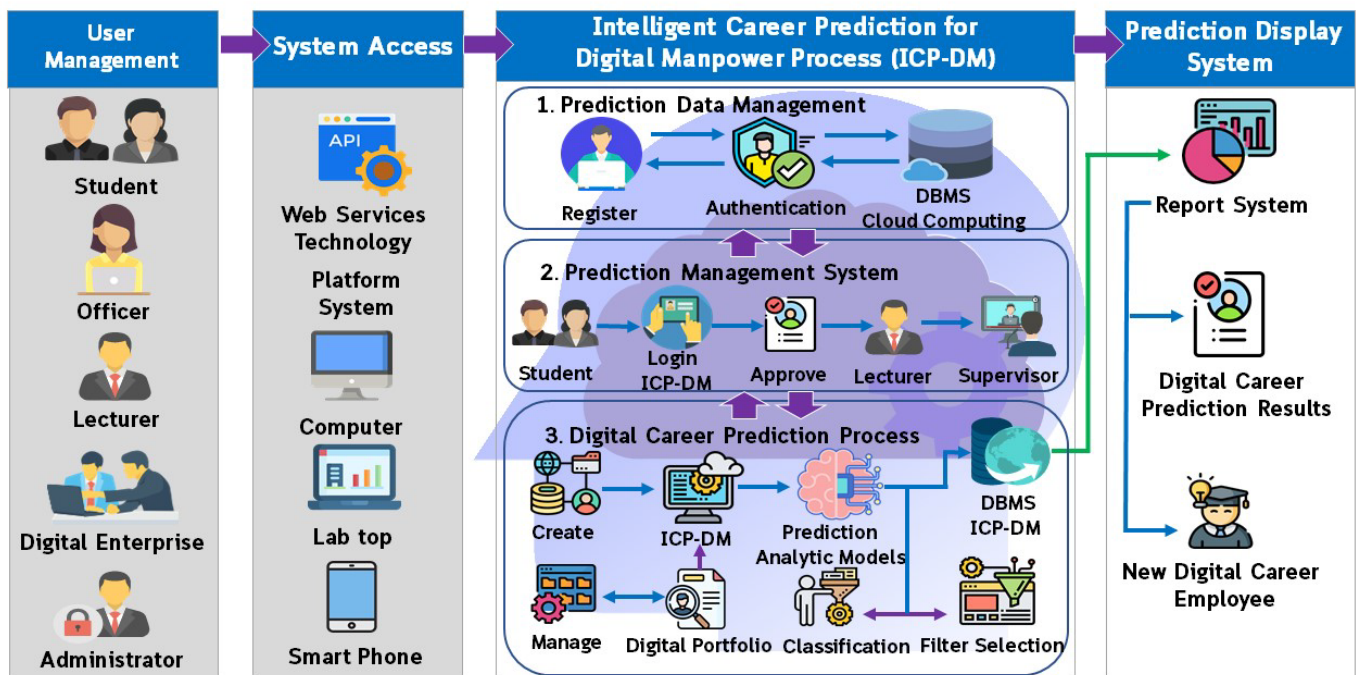 User
Management
System Access
Intelligent Career Prediction for
Digital Manpower Process (ICP-DM)
Prediction Display
System
Student
Officer
Lecturer
Digital Enterprise
Administrator
API
Web Services
Technology
Platform
System
Computer
Lab top
Smart Phone
1. Prediction Data Management
Register
Authentication
DBMS
Cloud Computing
2. Prediction Management System
Student
Login
ICP-DM
Approve
Lecturer
Supervisor
3. Digital Career Prediction Process
Create
ICP-DM
Prediction
Analytic Models
DBMS
ICP-DM
Manage
Digital Portfolio
Classification
Filter Selection
Report System
Digital Career
Prediction Results
New Digital Career
Employee